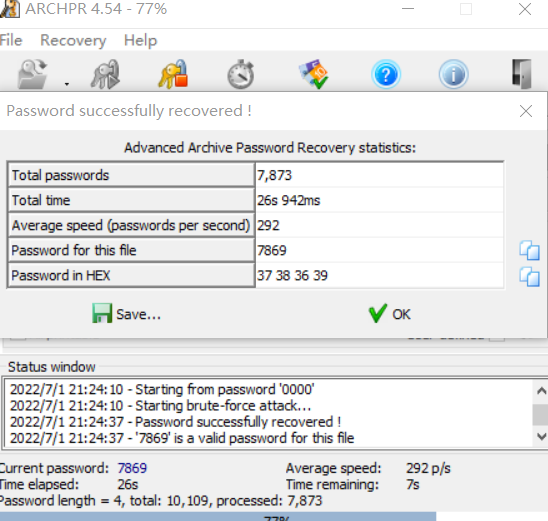 ARCHPR 4.54 - 77%
File Recovery Help
Password successfully recovered !
Advanced Archive Password Recovery statistics:
Total passwords 7,873
Total time 26s 942ms
Average speed (passwords per second) 292
Password for this file 7869
Password in HEX 37 38 36 39
Save... OK
Status window
2022/7/1 21:24:10 - Starting from password '0000'
2022/7/1 21:24:10 - Starting brute-force attack...
2022/7/1 21:24:37 - Password successfully recovered !
2022/7/1 21:24:37 - '7869' is a valid password for this file
Current password: 7869 Average speed: 292 p/s
Time elapsed: 26s Time remaining: 7s
Password length = 4, total: 10,109, processed: 7,873
77%